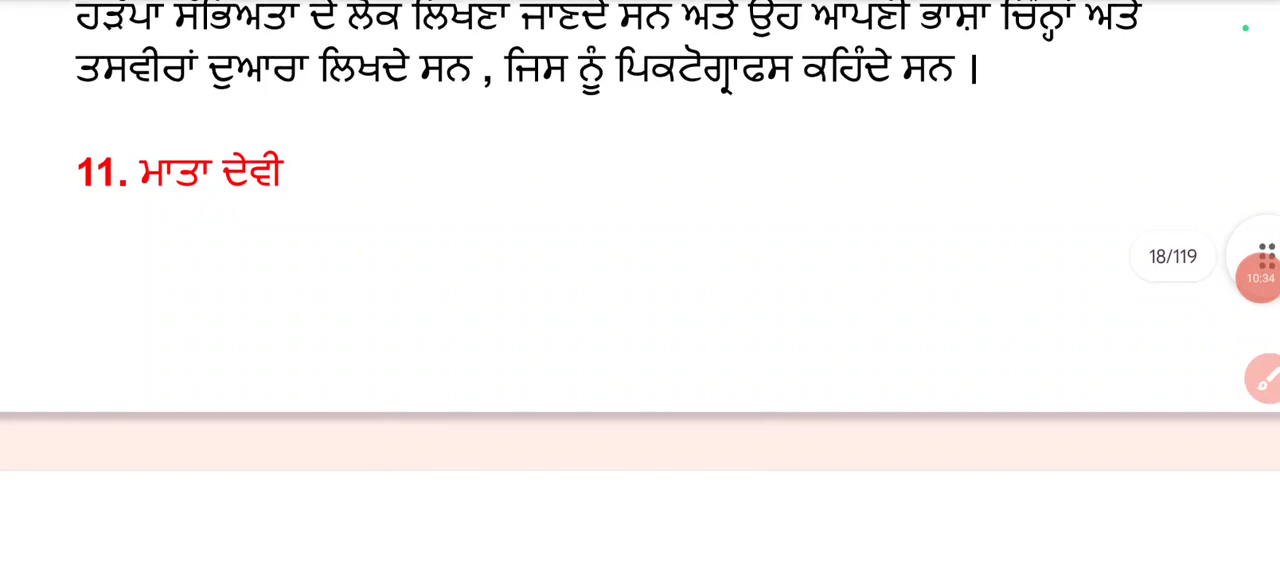 ਹੜੱਪਾ ਸੱਭਿਅਤਾ ਦੇ ਲੋਕ ਲਿਖਣਾ ਜਾਣਦੇ ਸਨ ਅਤੇ ਉਹ ਆਪਣੀ ਭਾਸ਼ਾ ਚਿੰਨ੍ਹਾਂ ਅਤੇ
ਤਸਵੀਰਾਂ ਦੁਆਰਾ ਲਿਖਦੇ ਸਨ , ਜਿਸ ਨੂੰ ਪਿਕਟੋਗ੍ਰਾਫਸ ਕਹਿੰਦੇ ਸਨ ।
11. ਮਾਤਾ ਦੇਵੀ
18/119
10:34